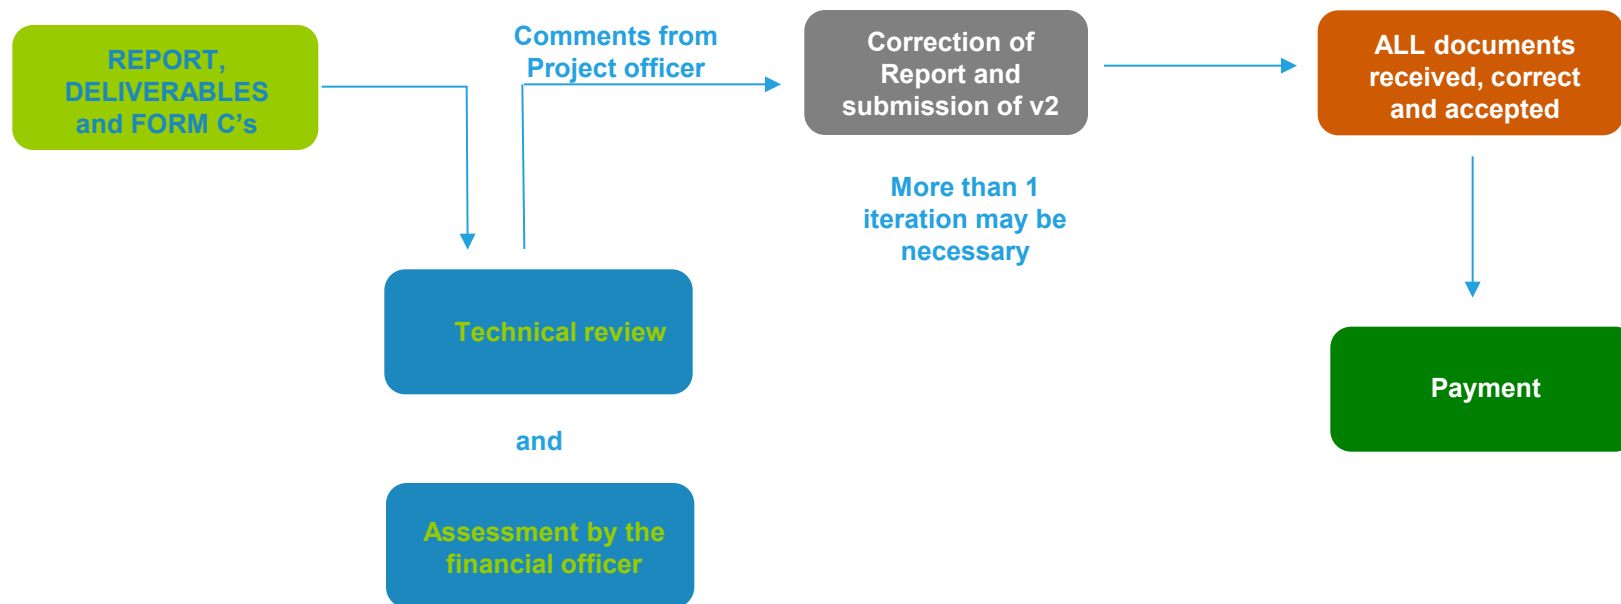 REPORT,
DELIVERABLES
and FORM C’s
Comments from
Project officer
Correction of
Report and
submission of v2
ALL documents
received, correct
and accepted
More than 1
iteration may be
necessary
Technical review
and
Assessment by the
financial officer
Payment